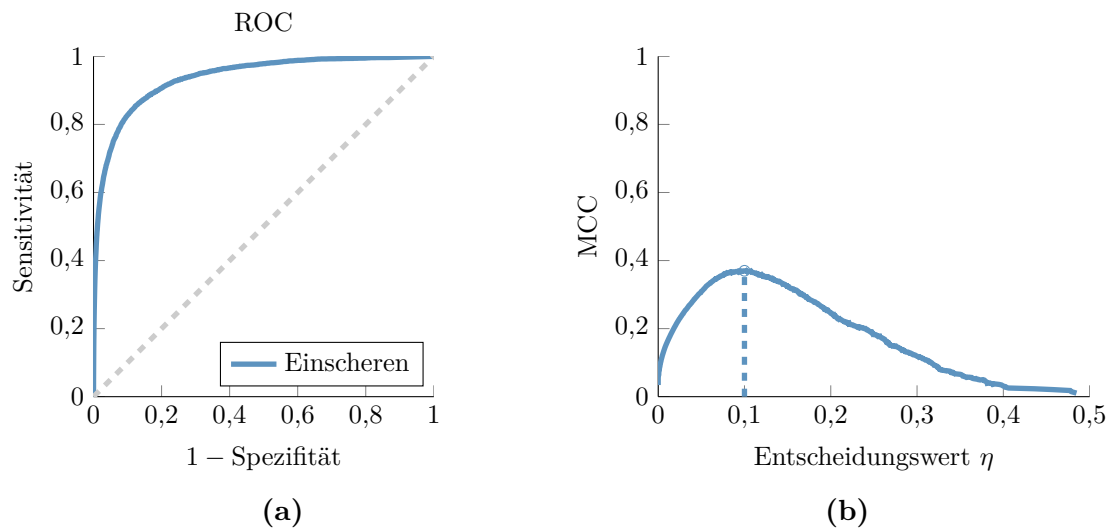 ROC
1
0,8
0,6
0,4
0,2
0
Sensitivität
Einscheren
0 0,2 0,4 0,6 0,8 1
1 − Spezifität
(a)
1
0,8
0,6
0,4
0,2
0
MCC
0 0,1 0,2 0,3 0,4 0,5
Entscheidungswert η
(b)